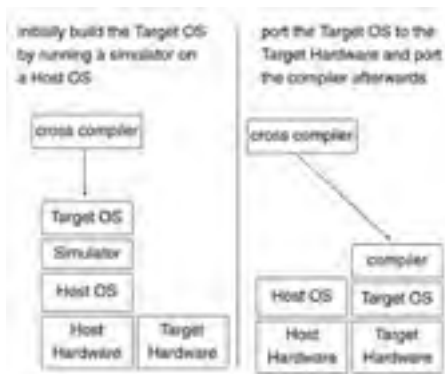 initially build the Target OS
by running a simulator on
a Host OS
cross compiler
Target OS
Simulator
Host OS
Host
Hardware
Target
Hardware
port the Target OS to the
Target Hardware and port
the compiler afterwards
cross compiler
compiler
Host OS
Target OS
Host
Hardware
Target
Hardware